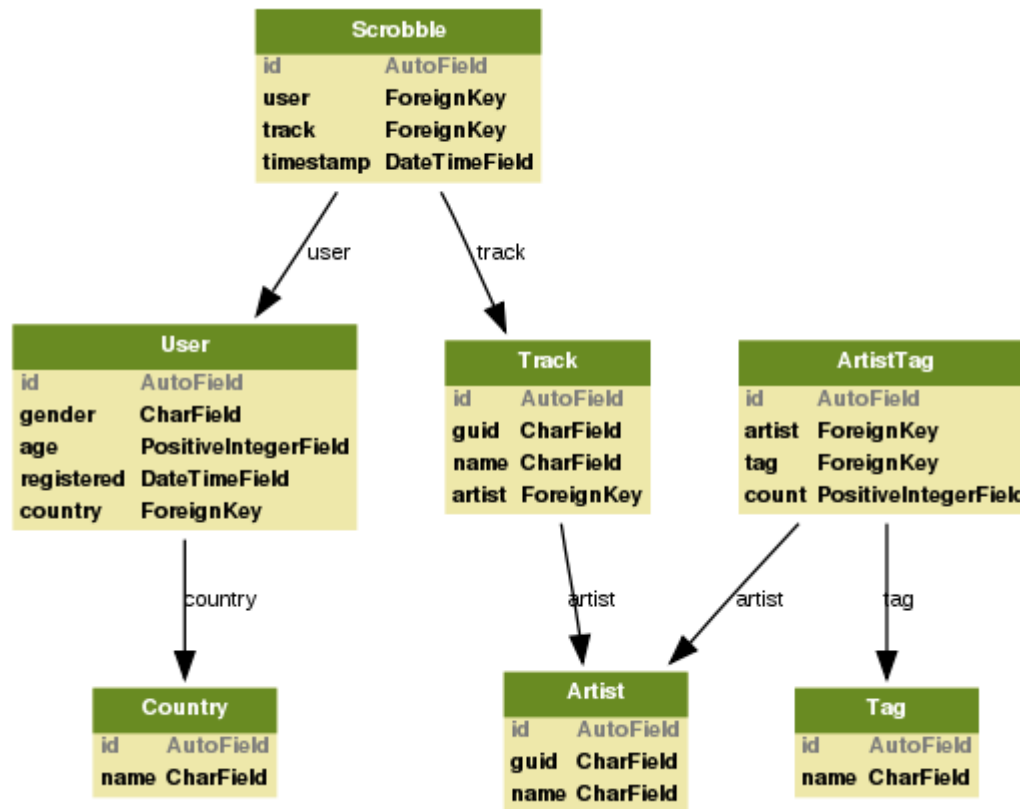 Scrobble
id AutoField
user ForeignKey
track ForeignKey
timestamp DateTimeField
user
track
User
id AutoField
gender CharField
age PositiveIntegerField
registered DateTimeField
country ForeignKey
Track
id AutoField
guid CharField
name CharField
artist ForeignKey
ArtistTag
id AutoField
artist ForeignKey
tag ForeignKey
count PositiveIntegerField
country
artist
artist
tag
Country
id AutoField
name CharField
Artist
id AutoField
guid CharField
name CharField
Tag
id AutoField
name CharField